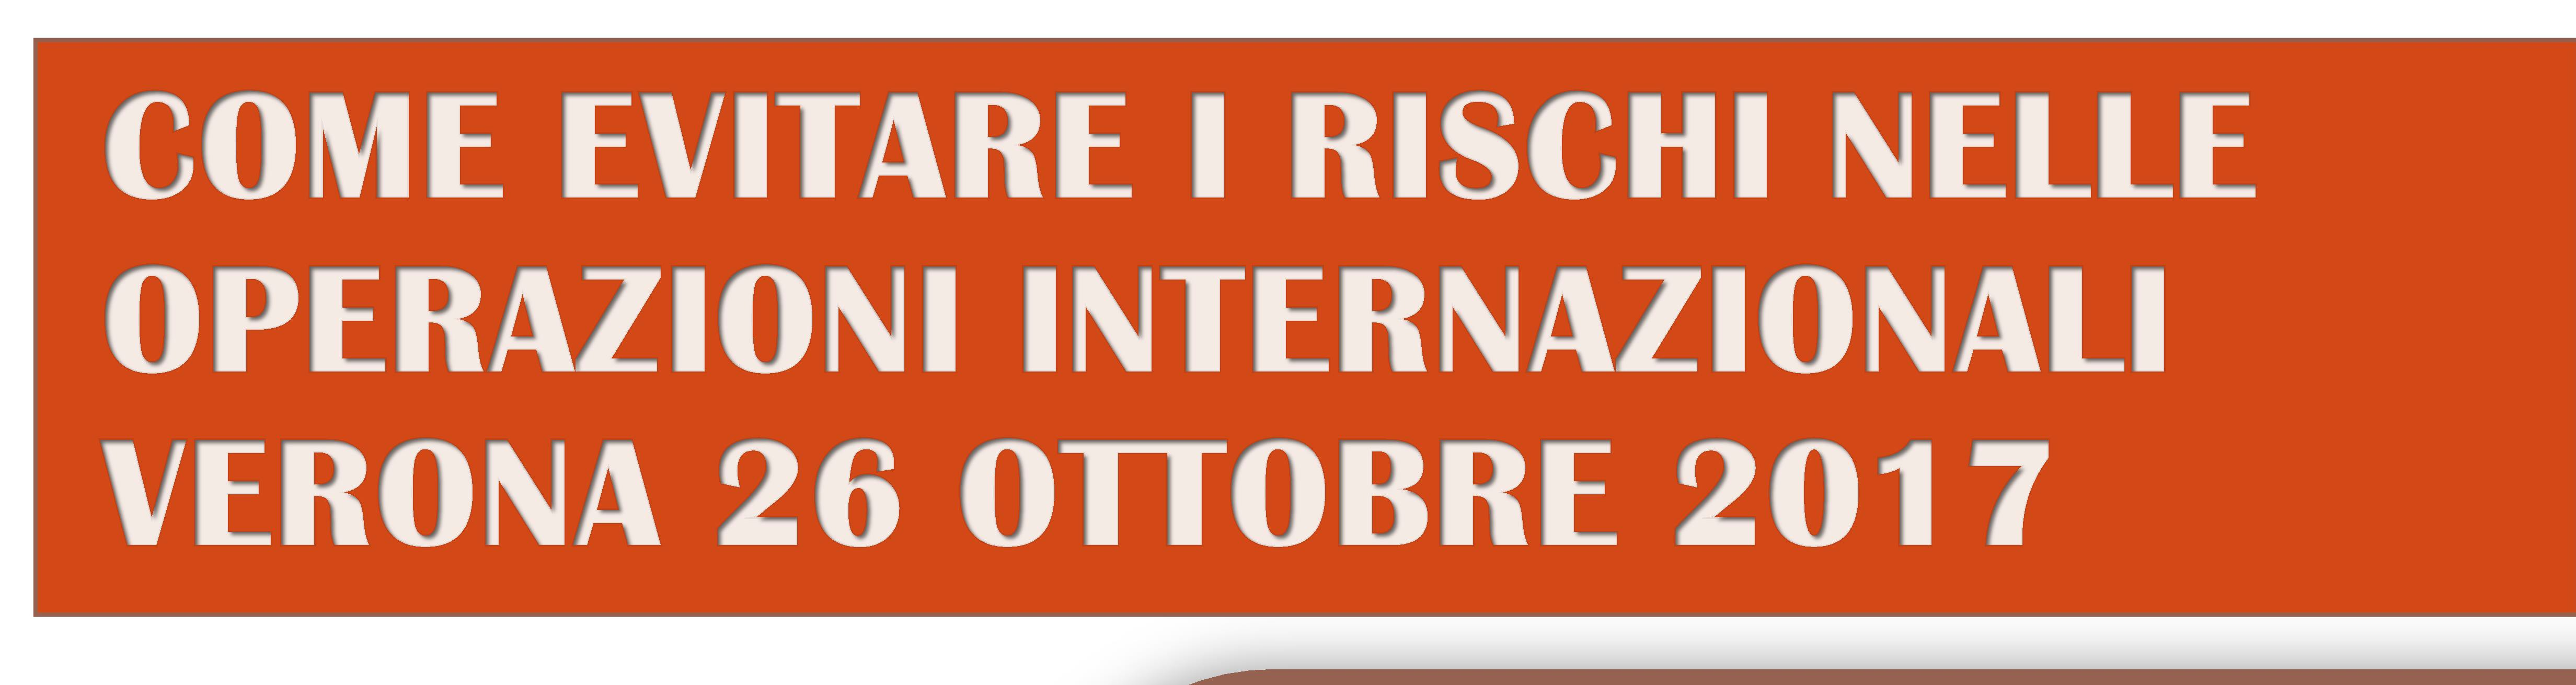 COME EVITARE I RISCHI NELLE
OPERAZIONI INTERNAZIONALI
VERONA 26 OTTOBRE 2017